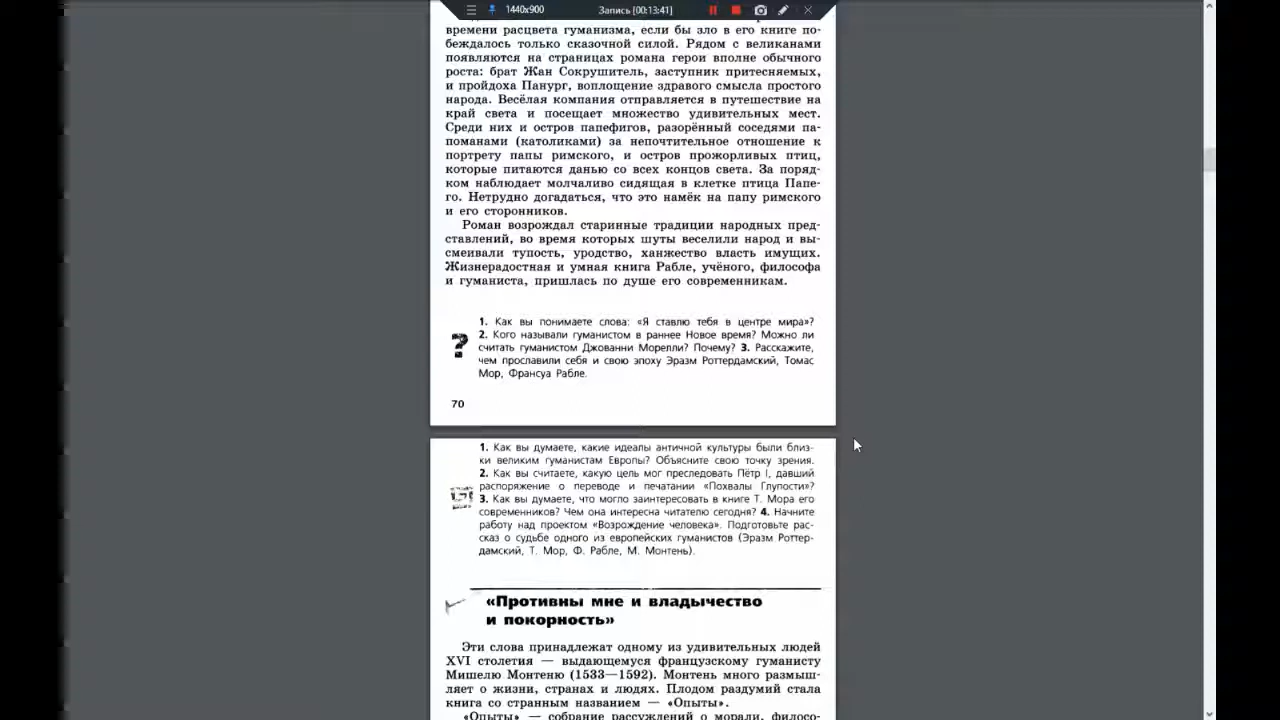 1440x900
Запись [00:13:41]
времени расцвета гуманизма, если бы зло в его книге по-
беждалось только сказочной силой. Рядом с великанами
появляются на страницах романа герои вполне обычного
роста: брат Жан Сокрушитель, заступник притесняемых,
и пройдоха Панург, воплощение здравого смысла простого
народа. Весёлая компания отправляется в путешествие на
край света и посещает множество удивительных мест.
Среди них и остров папефигов, разорённый соседями па-
поманами (католиками) за непочтительное отношение к
портрету папы римского, и остров прожорливых птиц,
которые питаются данью со всех концов света. За поряд-
ком наблюдает молчаливо сидящая в клетке птица Папе-
го. Нетрудно догадаться, что это намёк на папу римского
и его сторонников.
Роман возрождал старинные традиции народных пред-
ставлений, во время которых шуты веселили народ и вы-
смеивали тупость, уродство, ханжество власть имущих.
Жизнерадостная и умная книга Рабле, учёного, философа
и гуманиста, пришлась по душе его современникам.
?
1. Как вы понимаете слова: «Я ставлю тебя в центре мира»?
2. Кого называли гуманистом в раннее Новое время? Можно ли
считать гуманистом Джованни Морелли? Почему? 3. Расскажите,
чем прославили себя и свою эпоху Эразм Роттердамский, Томас
Мор, Франсуа Рабле.
70
1. Как вы думаете, какие идеалы античной культуры были близ-
ки великим гуманистам Европы? Объясните свою точку зрения.
2. Как вы считаете, какую цель мог преследовать Пётр I, давший
распоряжение о переводе и печатании «Похвалы Глупости»?
3. Как вы думаете, что могло заинтересовать в книге Т. Мора его
современников? Чем она интересна читателю сегодня? 4. Начните
работу над проектом «Возрождение человека». Подготовьте рас-
сказ о судьбе одного из европейских гуманистов (Эразм Роттер-
дамский, Т. Мор, Ф. Рабле, М. Монтень).
«Противны мне и владычество
и покорность»
Эти слова принадлежат одному из удивительных людей
XVI столетия — выдающемуся французскому гуманисту
Мишелю Монтеню (1533—1592). Монтень много размыш-
ляет о жизни, странах и людях. Плодом раздумий стала
книга со странным названием — «Опыты».
«Опыты» — собрание рассуждений о морали, филосо-